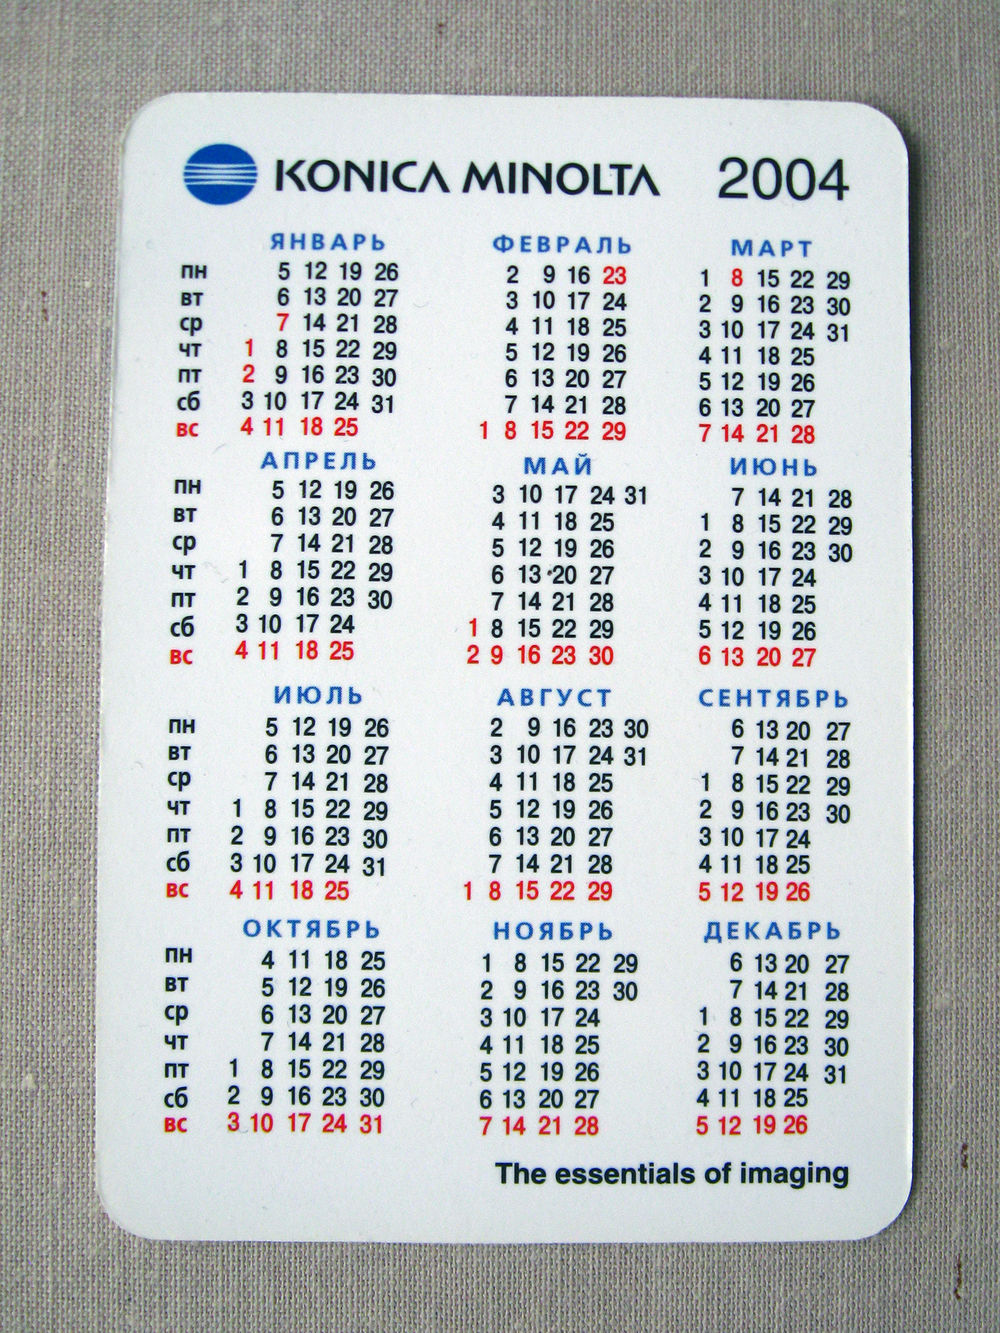 KONICA MINOLTA 2004
ЯНВАРЬ ФЕВРАЛЬ МАРТ
пн 5 12 19 26 2 9 16 23 1 8 15 22 29
вт 6 13 20 27 3 10 17 24 2 9 16 23 30
ср 7 14 21 28 4 11 18 25 3 10 17 24 31
чт 1 8 15 22 29 5 12 19 26 4 11 18 25
пт 2 9 16 23 30 6 13 20 27 5 12 19 26
сб 3 10 17 24 31 7 14 21 28 6 13 20 27
вс 4 11 18 25 1 8 15 22 29 7 14 21 28
АПРЕЛЬ МАЙ ИЮНЬ
пн 5 12 19 26 3 10 17 24 31 7 14 21 28
вт 6 13 20 27 4 11 18 25 1 8 15 22 29
ср 7 14 21 28 5 12 19 26 2 9 16 23 30
чт 1 8 15 22 29 6 13 20 27 3 10 17 24
пт 2 9 16 23 30 7 14 21 28 4 11 18 25
сб 3 10 17 24 1 8 15 22 29 5 12 19 26
вс 4 11 18 25 2 9 16 23 30 6 13 20 27
ИЮЛЬ АВГУСТ СЕНТЯБРЬ
пн 5 12 19 26 2 9 16 23 30 6 13 20 27
вт 6 13 20 27 3 10 17 24 31 7 14 21 28
ср 7 14 21 28 4 11 18 25 1 8 15 22 29
чт 1 8 15 22 29 5 12 19 26 2 9 16 23 30
пт 2 9 16 23 30 6 13 20 27 3 10 17 24
сб 3 10 17 24 31 7 14 21 28 4 11 18 25
вс 4 11 18 25 1 8 15 22 29 5 12 19 26
ОКТЯБРЬ НОЯБРЬ ДЕКАБРЬ
пн 4 11 18 25 1 8 15 22 29 6 13 20 27
вт 5 12 19 26 2 9 16 23 30 7 14 21 28
ср 6 13 20 27 3 10 17 24 1 8 15 22 29
чт 7 14 21 28 4 11 18 25 2 9 16 23 30
пт 1 8 15 22 29 5 12 19 26 3 10 17 24 31
сб 2 9 16 23 30 6 13 20 27 4 11 18 25
вс 3 10 17 24 31 7 14 21 28 5 12 19 26
The essentials of imaging